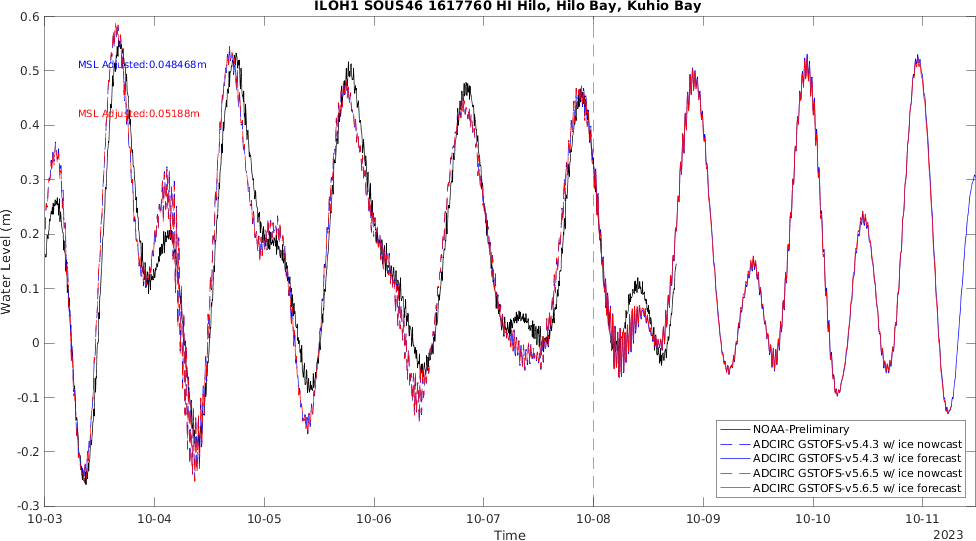 ILOH1 SOUS46 1617760 HI Hilo, Hilo Bay, Kuhio Bay
MSL Adjusted:0.048468m
MSL Adjusted:0.05188m
Water Level (m)
0.6
0.5
0.4
0.3
0.2
0.1
0
-0.1
-0.2
-0.3
NOAA-Preliminary
ADCIRC GSTOFS-v5.4.3 w/ ice nowcast
ADCIRC GSTOFS-v5.4.3 w/ ice forecast
ADCIRC GSTOFS-v5.6.5 w/ ice nowcast
ADCIRC GSTOFS-v5.6.5 w/ ice forecast
10-03 10-04 10-05 10-06 10-07 10-08 10-09 10-10 10-11
Time
2023